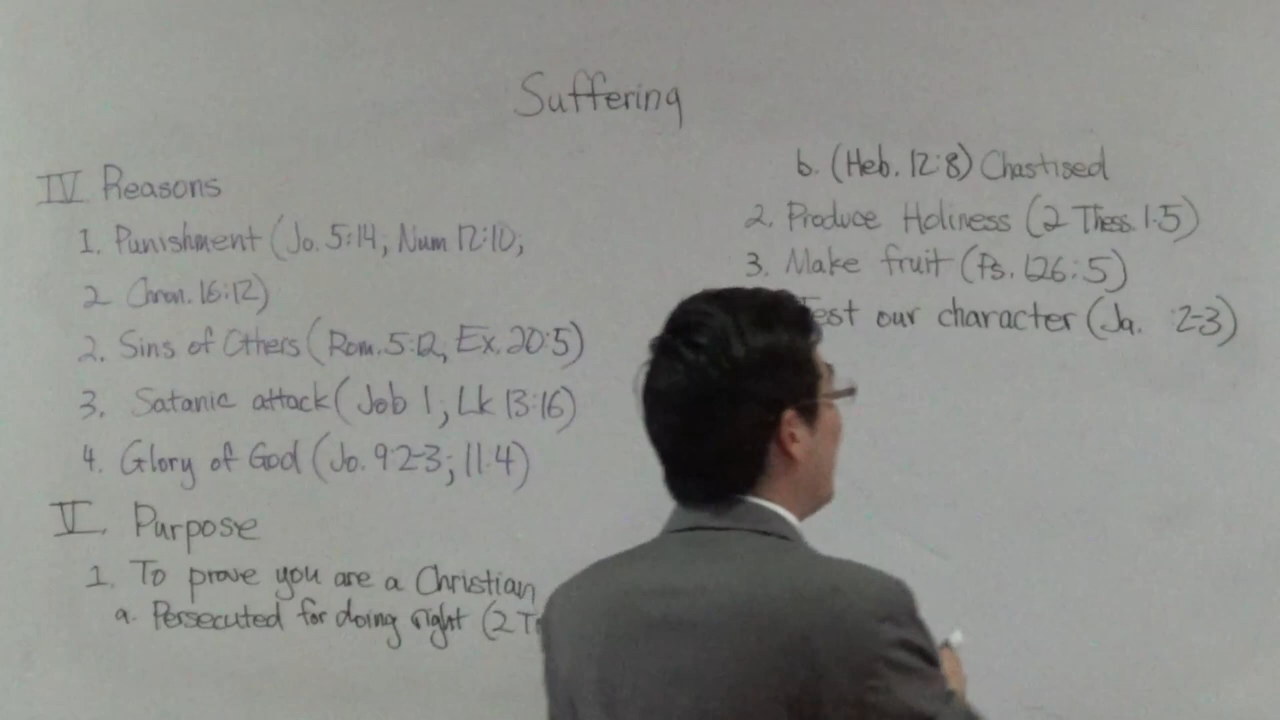 Suffering
IV Reasons
1. Punishment (Jo. 5:14, Num 12:10,
2 Chron. 16:12)
2. Sins of Others (Rom. 5:12, Ex. 20:5)
3. Satanic attack (Job 1, Lk 13:16)
4. Glory of God (Jo. 9:2-3; 11:4)
V. Purpose
1. To prove you are a Christian
a. Persecuted for doing right (2 T
b. (Heb. 12:8) Chastised
2. Produce Holiness (2 Thess. 1:5)
3. Make fruit (Ps. 126:5)
Test our character (Ja. 2-3)